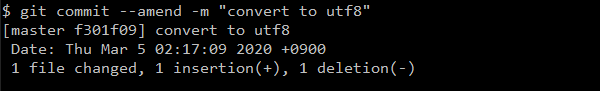 $ git commit --amend -m "convert to utf8"
[master f301f09] convert to utf8
Date: Thu Mar 5 02:17:09 2020 +0900
1 file changed, 1 insertion(+), 1 deletion(-)